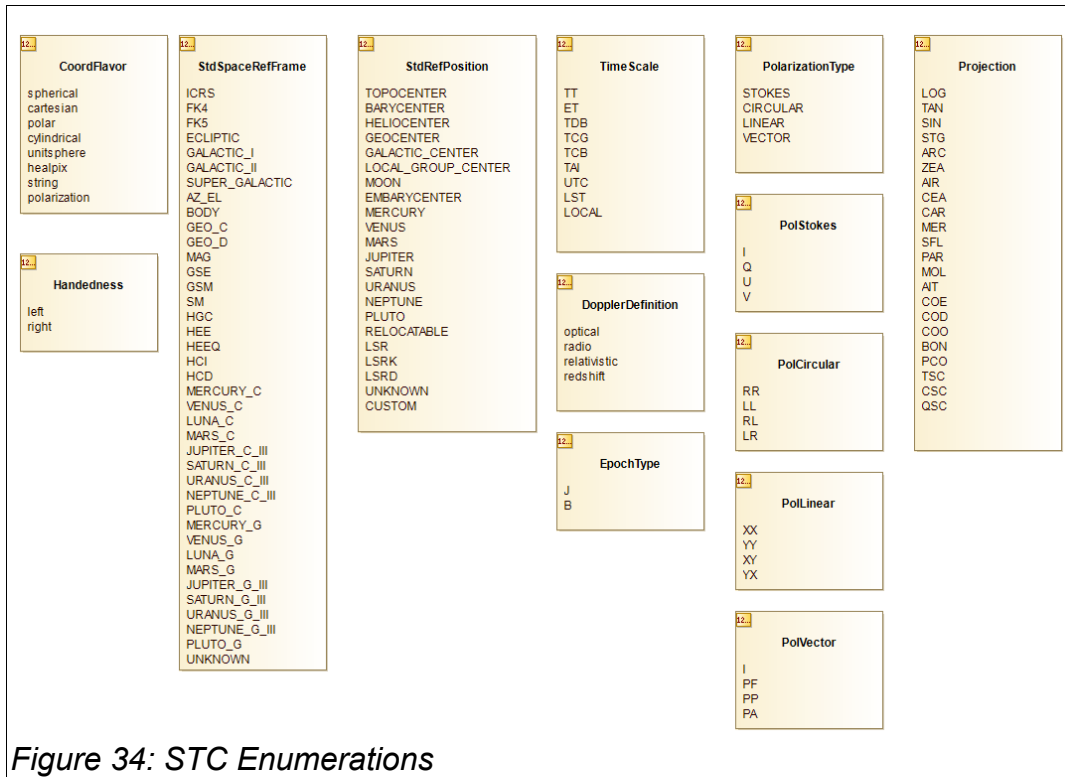 12...
CoordFlavor
spherical
cartesian
polar
cylindrical
unitsphere
healpix
string
polarization
12...
Handedness
left
right
12...
StdSpaceRefFrame
ICRS
FK4
FK5
ECLIPTIC
GALACTIC_I
GALACTIC_II
SUPER_GALACTIC
AZ_EL
BODY
GEO_C
GEO_D
MAG
GSE
GSM
SM
HGC
HEE
HEEQ
HCI
HCD
MERCURY_C
VENUS_C
LUNA_C
MARS_C
JUPITER_C_III
SATURN_C_III
URANUS_C_III
NEPTUNE_C_III
PLUTO_C
MERCURY_G
VENUS_G
LUNA_G
MARS_G
JUPITER_G_III
SATURN_G_III
URANUS_G_III
NEPTUNE_G_III
PLUTO_G
UNKNOWN
12...
StdRefPosition
TOPOCENTER
BARYCENTER
HELIOCENTER
GEOCENTER
GALACTIC_CENTER
LOCAL_GROUP_CENTER
MOON
EMBARYCENTER
MERCURY
VENUS
MARS
JUPITER
SATURN
URANUS
NEPTUNE
PLUTO
RELOCATABLE
LSR
LSRK
LSRD
UNKNOWN
CUSTOM
12...
TimeScale
TT
ET
TDB
TCG
TCB
TAI
UTC
LST
LOCAL
12...
DopplerDefinition
optical
radio
relativistic
redshift
12...
EpochType
J
B
12...
PolarizationType
STOKES
CIRCULAR
LINEAR
VECTOR
12...
PolStokes
I
Q
U
V
12...
PolCircular
RR
LL
RL
LR
12...
PolLinear
XX
YY
XY
YX
12...
PolVector
I
PF
PP
PA
12...
Projection
LOG
TAN
SIN
STG
ARC
ZEA
AIR
CEA
CAR
MER
SFL
PAR
MOL
AIT
COE
COD
COO
BON
PCO
TSC
CSC
QSC
Figure 34: STC Enumerations